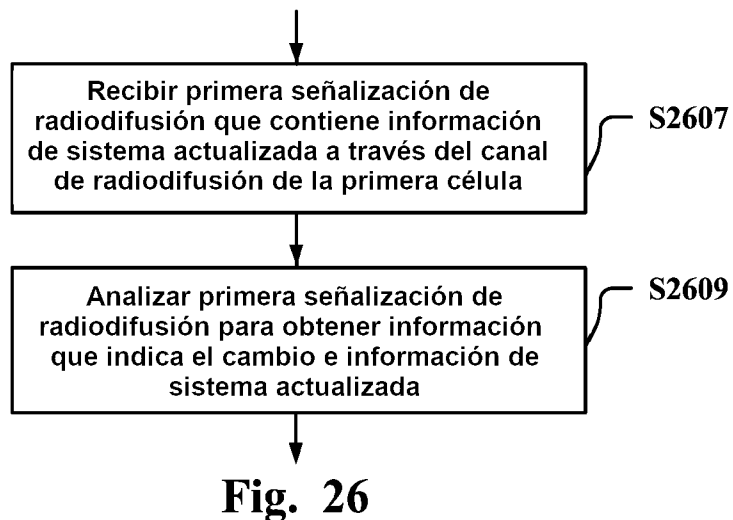 Recibir primera señalización de
radiodifusión que contiene información
de sistema actualizada a través del canal
de radiodifusión de la primera célula
S2607
Analizar primera señalización de
radiodifusión para obtener información
que indica el cambio e información de
sistema actualizada
S2609
Fig. 26